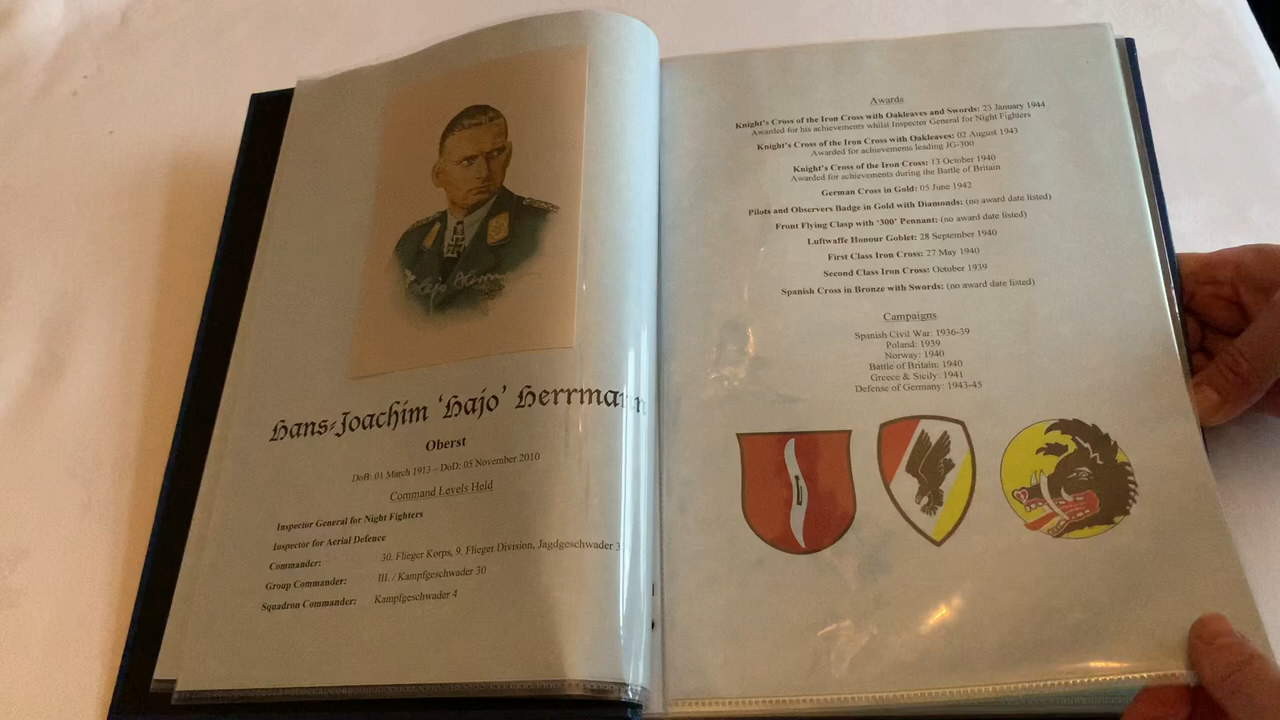 Hans-Joachim 'Hajo' Herrmann
Oberst
DoB: 01 March 1913 – DoD: 05 November 2010
Command Levels Held
Inspector General for Night Fighters
Inspector for Aerial Defence
Commander: 30. Flieger Korps, 9. Flieger Division, Jagdgeschwader
Group Commander: III. / Kampfgeschwader 30
Squadron Commander: Kampfgeschwader 4
Awards
Knight's Cross of the Iron Cross with Oakleaves and Swords: 23 January 1944
Awarded for his achievements whilst Inspector General for Night Fighters
Knight's Cross of the Iron Cross with Oakleaves: 02 August 1943
Awarded for achievements leading JG-300
Knight's Cross of the Iron Cross: 13 October 1940
Awarded for achievements during the Battle of Britain
German Cross in Gold: 05 June 1942
Pilots and Observers Badge in Gold with Diamonds: (no award date listed)
Front Flying Clasp with '300' Pennant: (no award date listed)
Luftwaffe Honour Goblet: 28 September 1940
First Class Iron Cross: 27 May 1940
Second Class Iron Cross: October 1939
Spanish Cross in Bronze with Swords: (no award date listed)
Campaigns
Spanish Civil War: 1936-39
Poland: 1939
Norway: 1940
Battle of Britain: 1940
Greece & Sicily: 1941
Defense of Germany: 1943-45